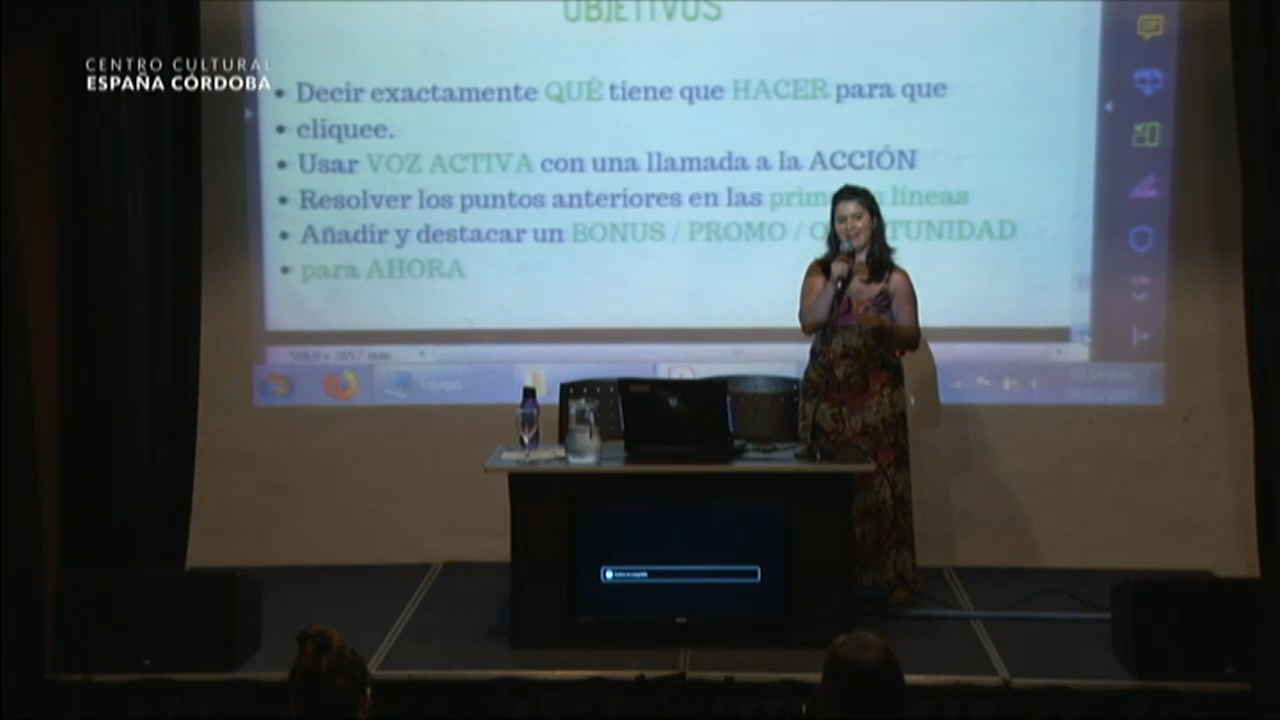 OBJETIVOS
CENTRO CULTURAL
ESPAÑA CÓRDOBA
• Decir exactamente QUÉ tiene que HACER para que
• cliquee.
• Usar VOZ ACTIVA con una llamada a la ACCIÓN
• Resolver los puntos anteriores en las líneas
• Añadir y destacar un BONUS / PROMO /
• para AHORA